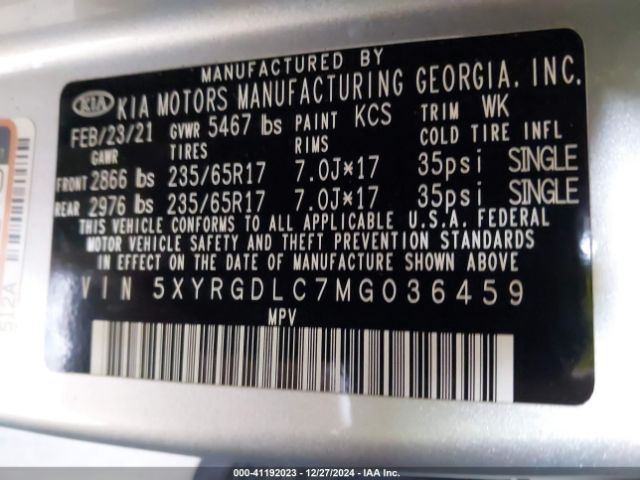 MANUFACTURED BY
KIA KIA MOTORS MANUFACTURING GEORGIA, INC.
FEB/23/21 GVWR 5467 lbs PAINT KCS TRIM WK
GAWR TIRES RIMS COLD TIRE INFL
FRONT 2866 lbs 235/65R17 7.0J*17 35psi SINGLE
REAR 2976 lbs 235/65R17 7.0J*17 35psi SINGLE
THIS VEHICLE CONFORMS TO ALL APPLICABLE U.S.A. FEDERAL
MOTOR VEHICLE SAFETY AND THEFT PREVENTION STANDARDS
IN EFFECT ON THE DATE OF MANUFACTURE SHOWN ABOVE.
VIN 5XYRGDLC7MG036459
MPV
512A
000-41192023 - 12/27/2024 - IAA Inc.